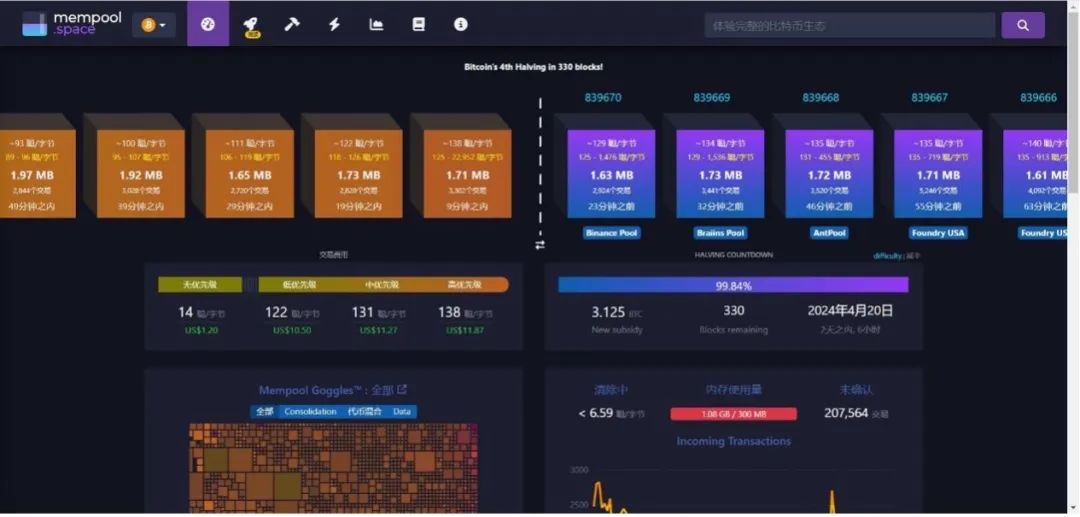 mempool
.space
体验完整的比特币生态
Bitcoin's 4th Halving in 330 blocks!
839670 839669 839668 839667 839666
~93 聪/字节 ~100 聪/字节 ~111 聪/字节 ~122 聪/字节 ~138 聪/字节 ~129 聪/字节 ~134 聪/字节 ~135 聪/字节 ~135 聪/字节 ~140 聪/字节
89 - 96 聪/字节 95 - 107 聪/字节 106 - 119 聪/字节 118 - 126 聪/字节 125 - 22,952 聪/字节 125 - 1,476 聪/字节 129 - 1,536 聪/字节 131 - 455 聪/字节 135 - 719 聪/字节 135 - 913 聪/字节
1.97 MB 1.92 MB 1.65 MB 1.73 MB 1.71 MB 1.63 MB 1.73 MB 1.72 MB 1.71 MB 1.61 MB
2,844个交易 3,028个交易 2,720个交易 2,828个交易 3,302个交易 2,924个交易 3,441个交易 3,520个交易 3,246个交易 4,092个交易
49分钟之内 39分钟之内 29分钟之内 19分钟之内 9分钟之内 23分钟之前 32分钟之前 46分钟之前 55分钟之前 63分钟之前
Binance Pool Braiins Pool AntPool Foundry USA Foundry US
交易费用 HALVING COUNTDOWN difficulty | 减半
无优先级 低优先级 中优先级 高优先级
99.84%
14 聪/字节 122 聪/字节 131 聪/字节 138 聪/字节
US$1.20 US$10.50 US$11.27 US$11.87
3.125 BTC 330 2024年4月20日
New subsidy Blocks remaining 2天之内, 6小时
Mempool Goggles™ : 全部
全部 Consolidation 代币混合 Data
清除中 内存使用量 未确认
< 6.59 聪/字节 1.08 GB / 300 MB 207,564 交易
Incoming Transactions
3000
2500